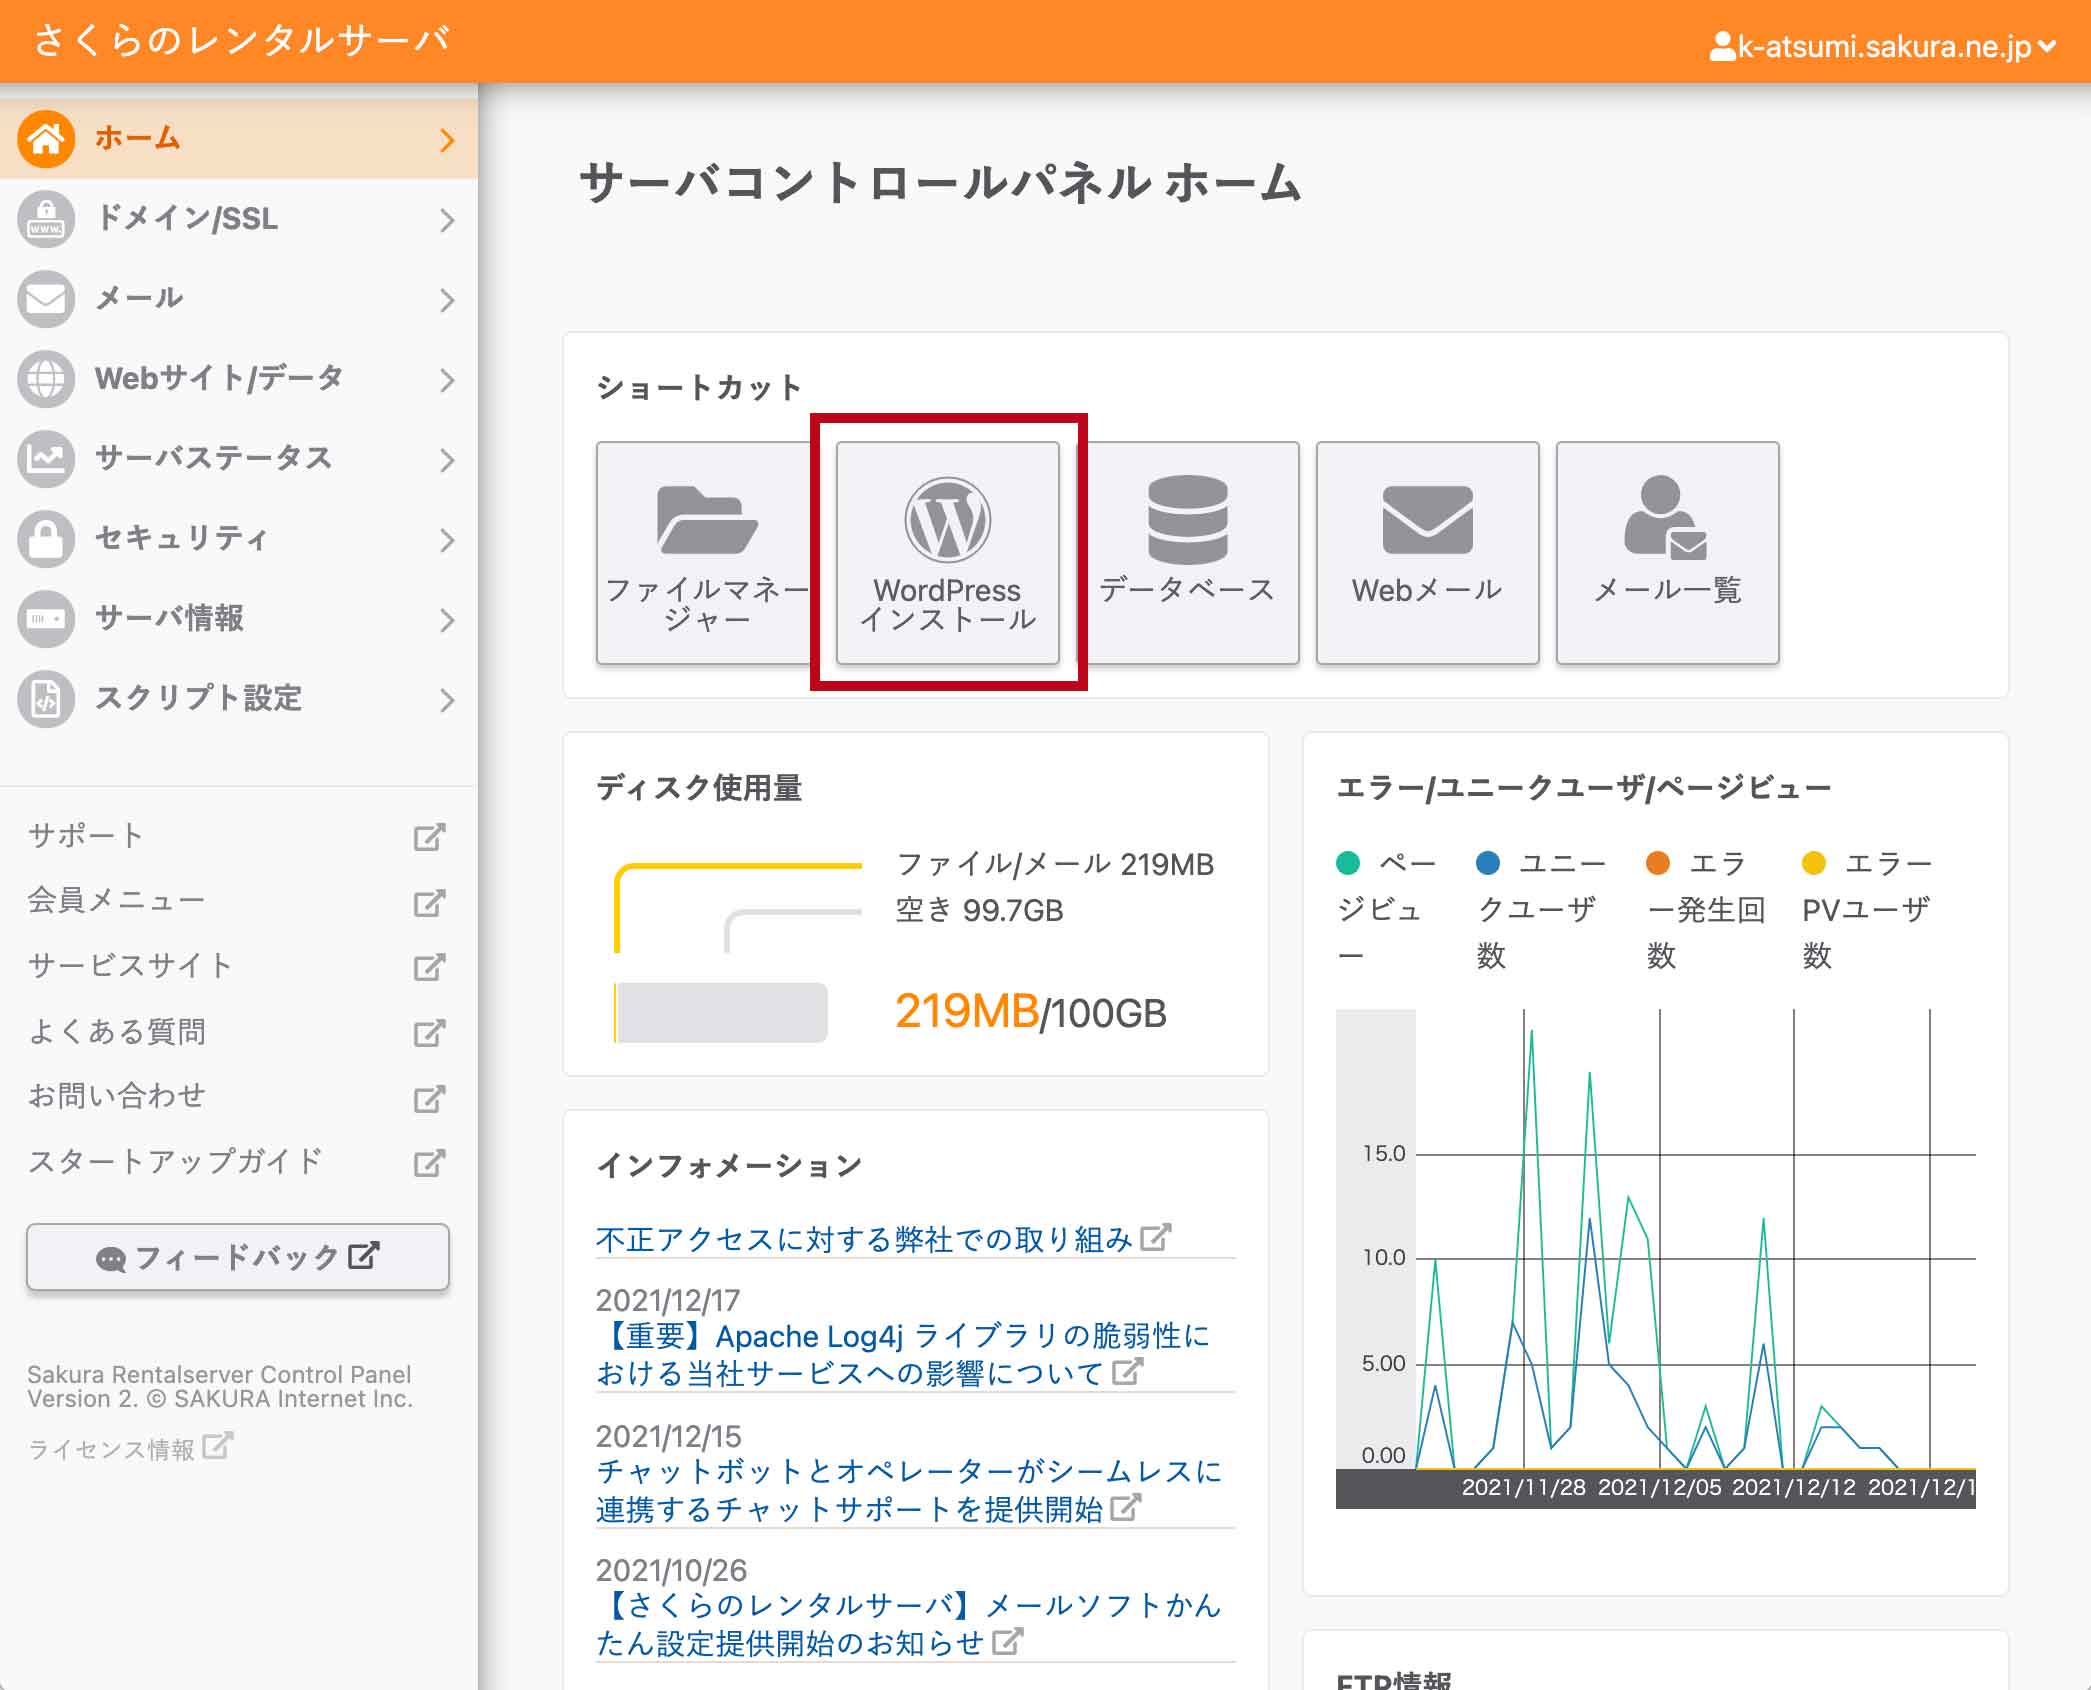 さくらのレンタルサーバ
k-atsumi.sakura.ne.jp
ホーム
ドメイン/SSL
メール
Webサイト/データ
サーバステータス
セキュリティ
サーバ情報
スクリプト設定
サポート
会員メニュー
サービスサイト
よくある質問
お問い合わせ
スタートアップガイド
フィードバック
Sakura Rentalserver Control Panel
Version 2. © SAKURA Internet Inc.
ライセンス情報
サーバコントロールパネル ホーム
ショートカット
ファイルマネー
ジャー
WordPress
インストール
データベース
Webメール
メール一覧
ディスク使用量
ファイル/メール 219MB
空き 99.7GB
219MB/100GB
インフォメーション
不正アクセスに対する弊社での取り組み
2021/12/17
【重要】Apache Log4j ライブラリの脆弱性に
おける当社サービスへの影響について
2021/12/15
チャットボットとオペレーターがシームレスに
連携するチャットサポートを提供開始
2021/10/26
【さくらのレンタルサーバ】メールソフトかん
たん設定提供開始のお知らせ
エラー/ユニークユーザ/ページビュー
ペー
ジビュ
ー
ユニー
クユーザ
数
エラ
ー発生回
数
エラー
PVユーザ
数
15.0
10.0
5.00
0.00
2021/11/28 2021/12/05 2021/12/12 2021/12/1
FTP情報